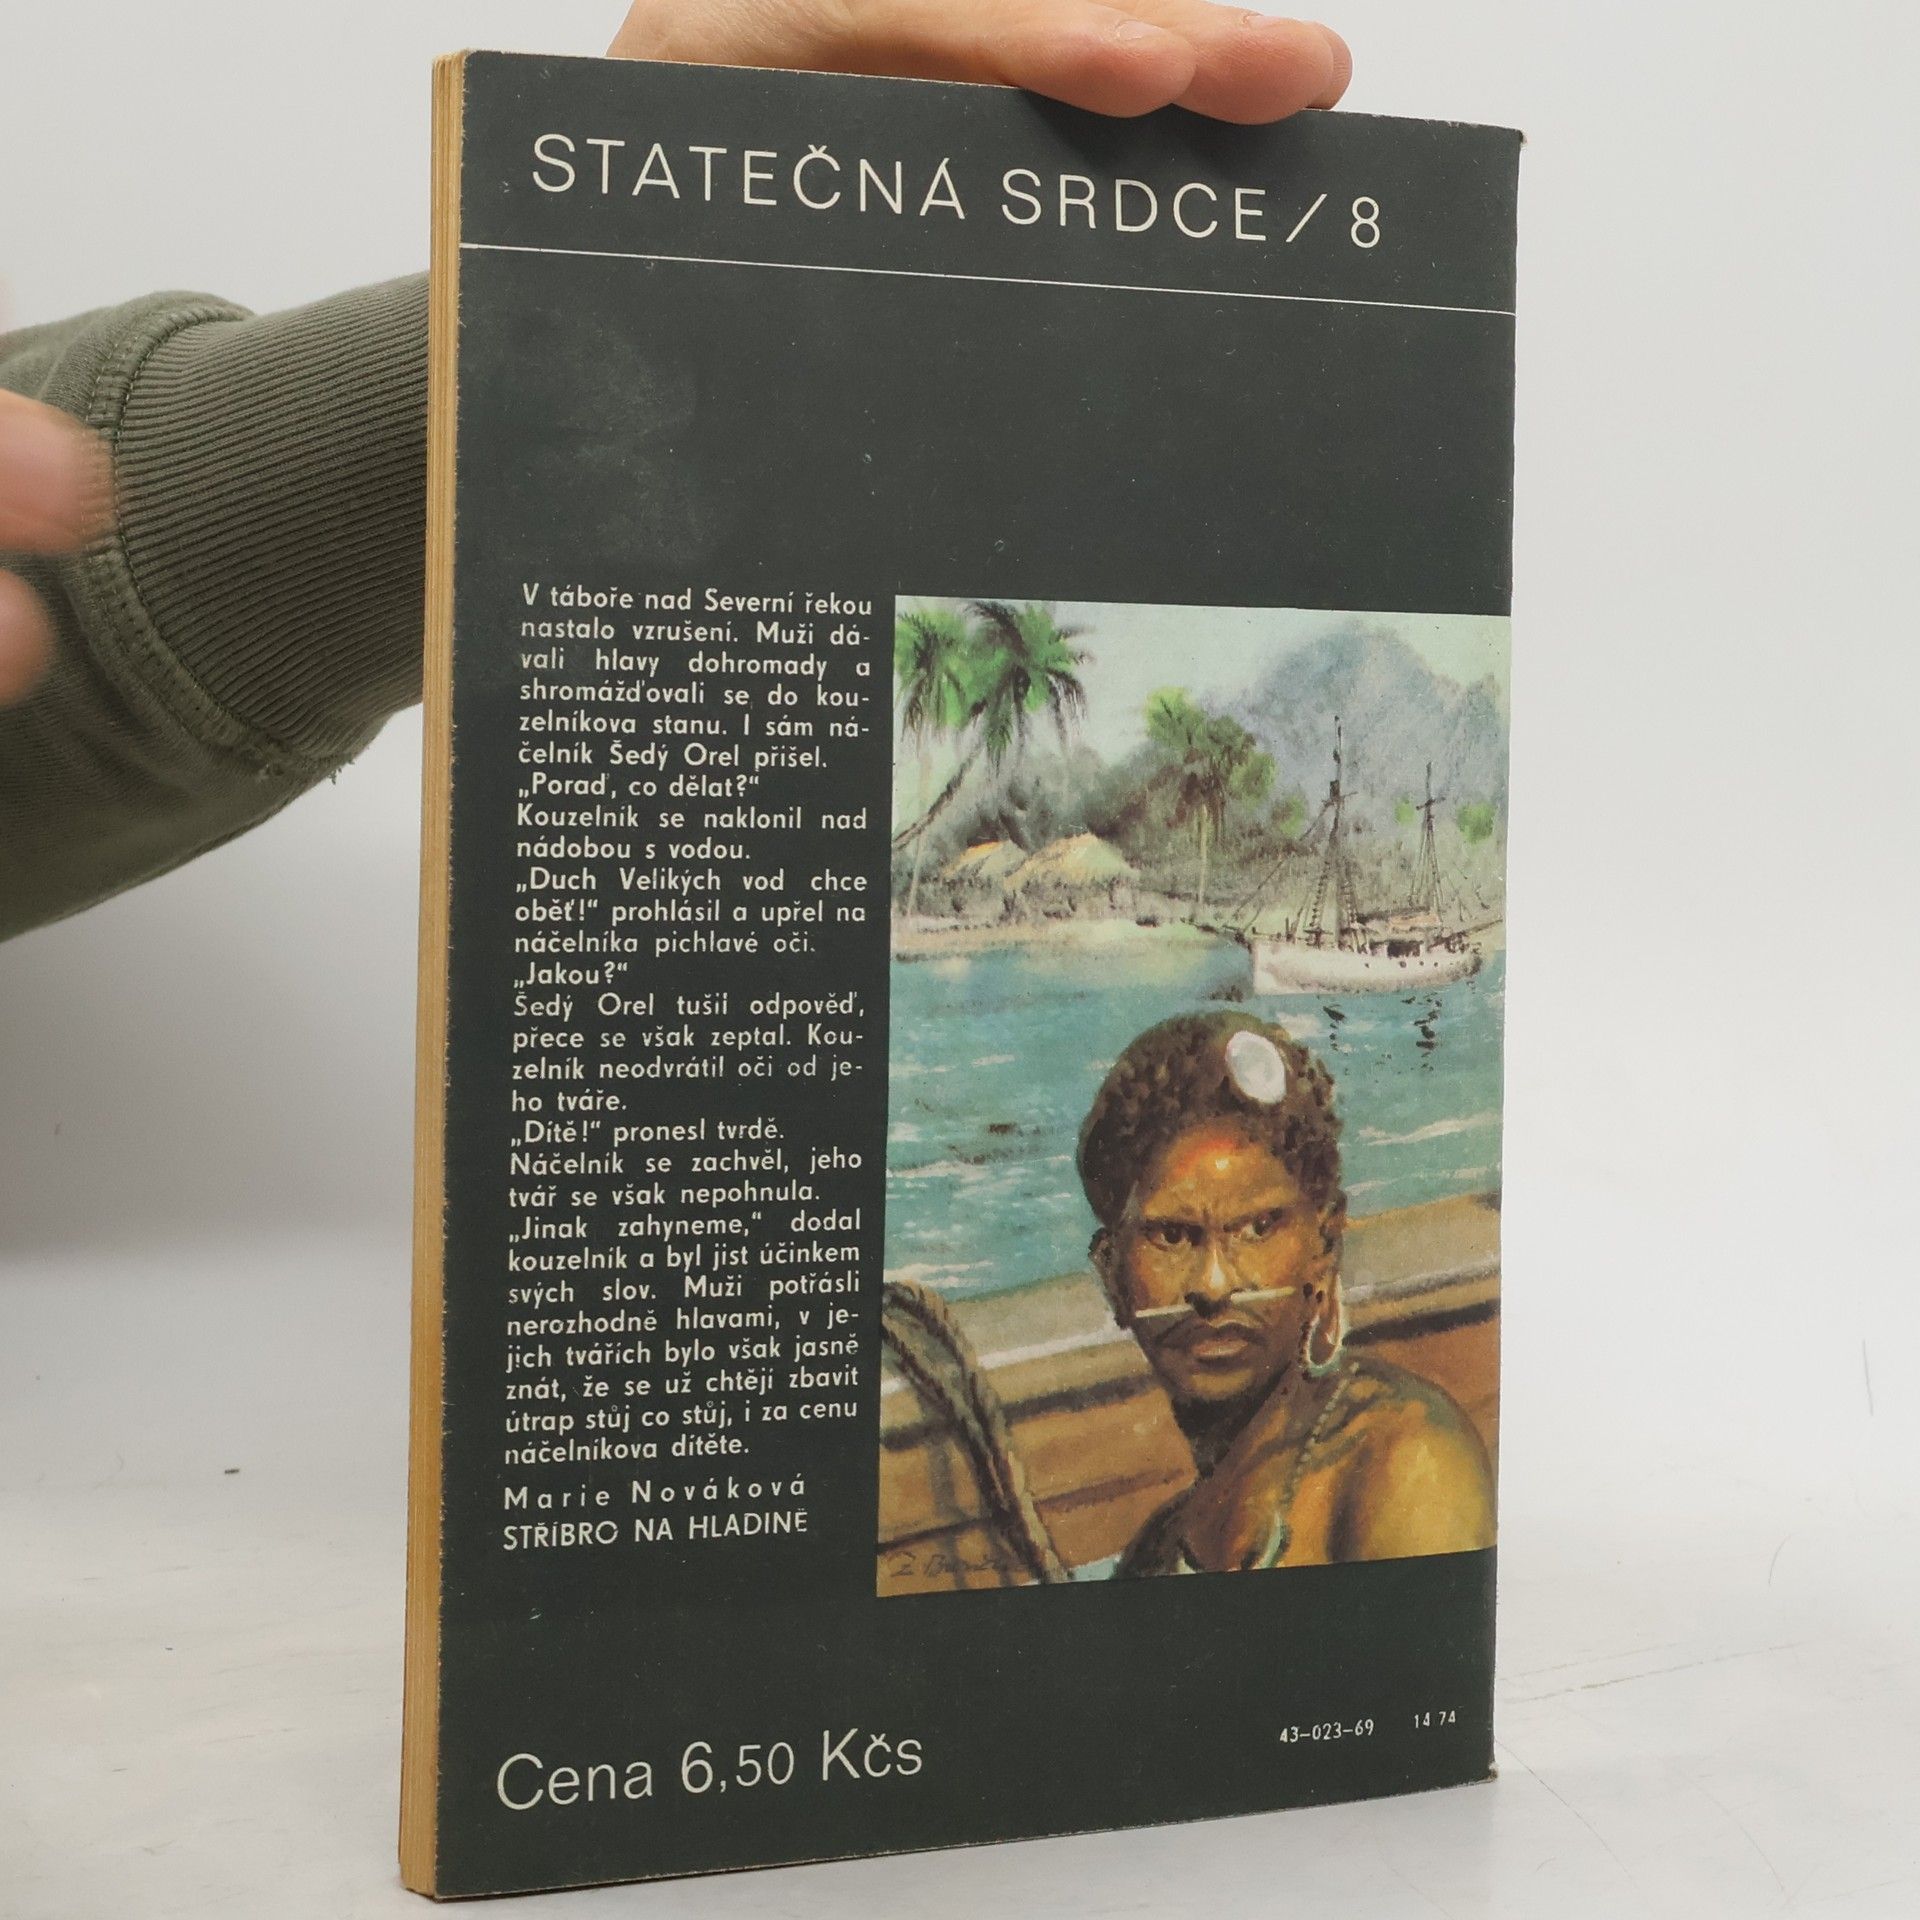 STATEČNÁ SRDCE / 8
V táboře nad Severní řekou
nastalo vzrušení. Muži dá-
vali hlavy dohromady a
shromážďovali se do kou-
zelníkova stanu. I sám ná-
čelník Šedý Orel přišel.
„Poraď, co dělat?“
Kouzelník se naklonil nad
nádobou s vodou.
„Duch Velikých vod chce
oběť!“ prohlásil a upřel na
náčelníka pichlavé oči.
„Jakou?“
Šedý Orel tušil odpověď,
přece se však zeptal. Kou-
zelník neodvrátil oči od je-
ho tváře.
„Dítě!“ pronesl tvrdě.
Náčelník se zachvěl, jeho
tvář se však nepohnula.
„Jinak zahyneme,“ dodal
kouzelník a byl jist účinkem
svých slov. Muži potřásli
nerozhodně hlavami, v je-
jich tvářích bylo však jasně
znát, že se už chtějí zbavit
útrap stůj co stůj, i za cenu
náčelníkova dítěte.
Marie Nováková
STŘÍBRO NA HLADINĚ
43-023-69 14 74
Cena 6,50 Kčs